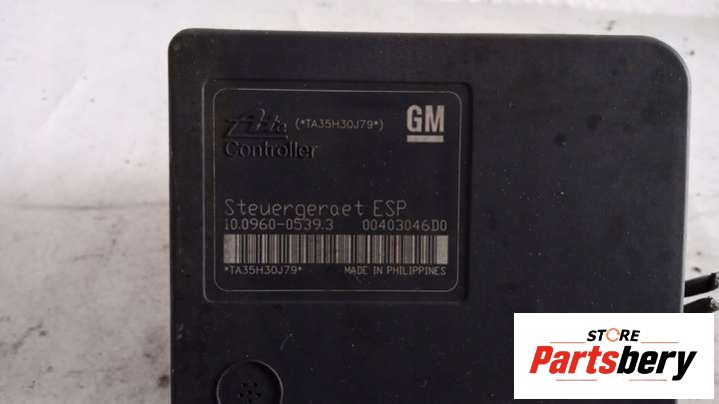 Ate (*TA35H30J79*) GM
Controller
Steuergeraet ESP
10.0960-0539.3 00403046D0
*TA35H30J79* MADE IN PHILIPPINES
STORE
Partsbery